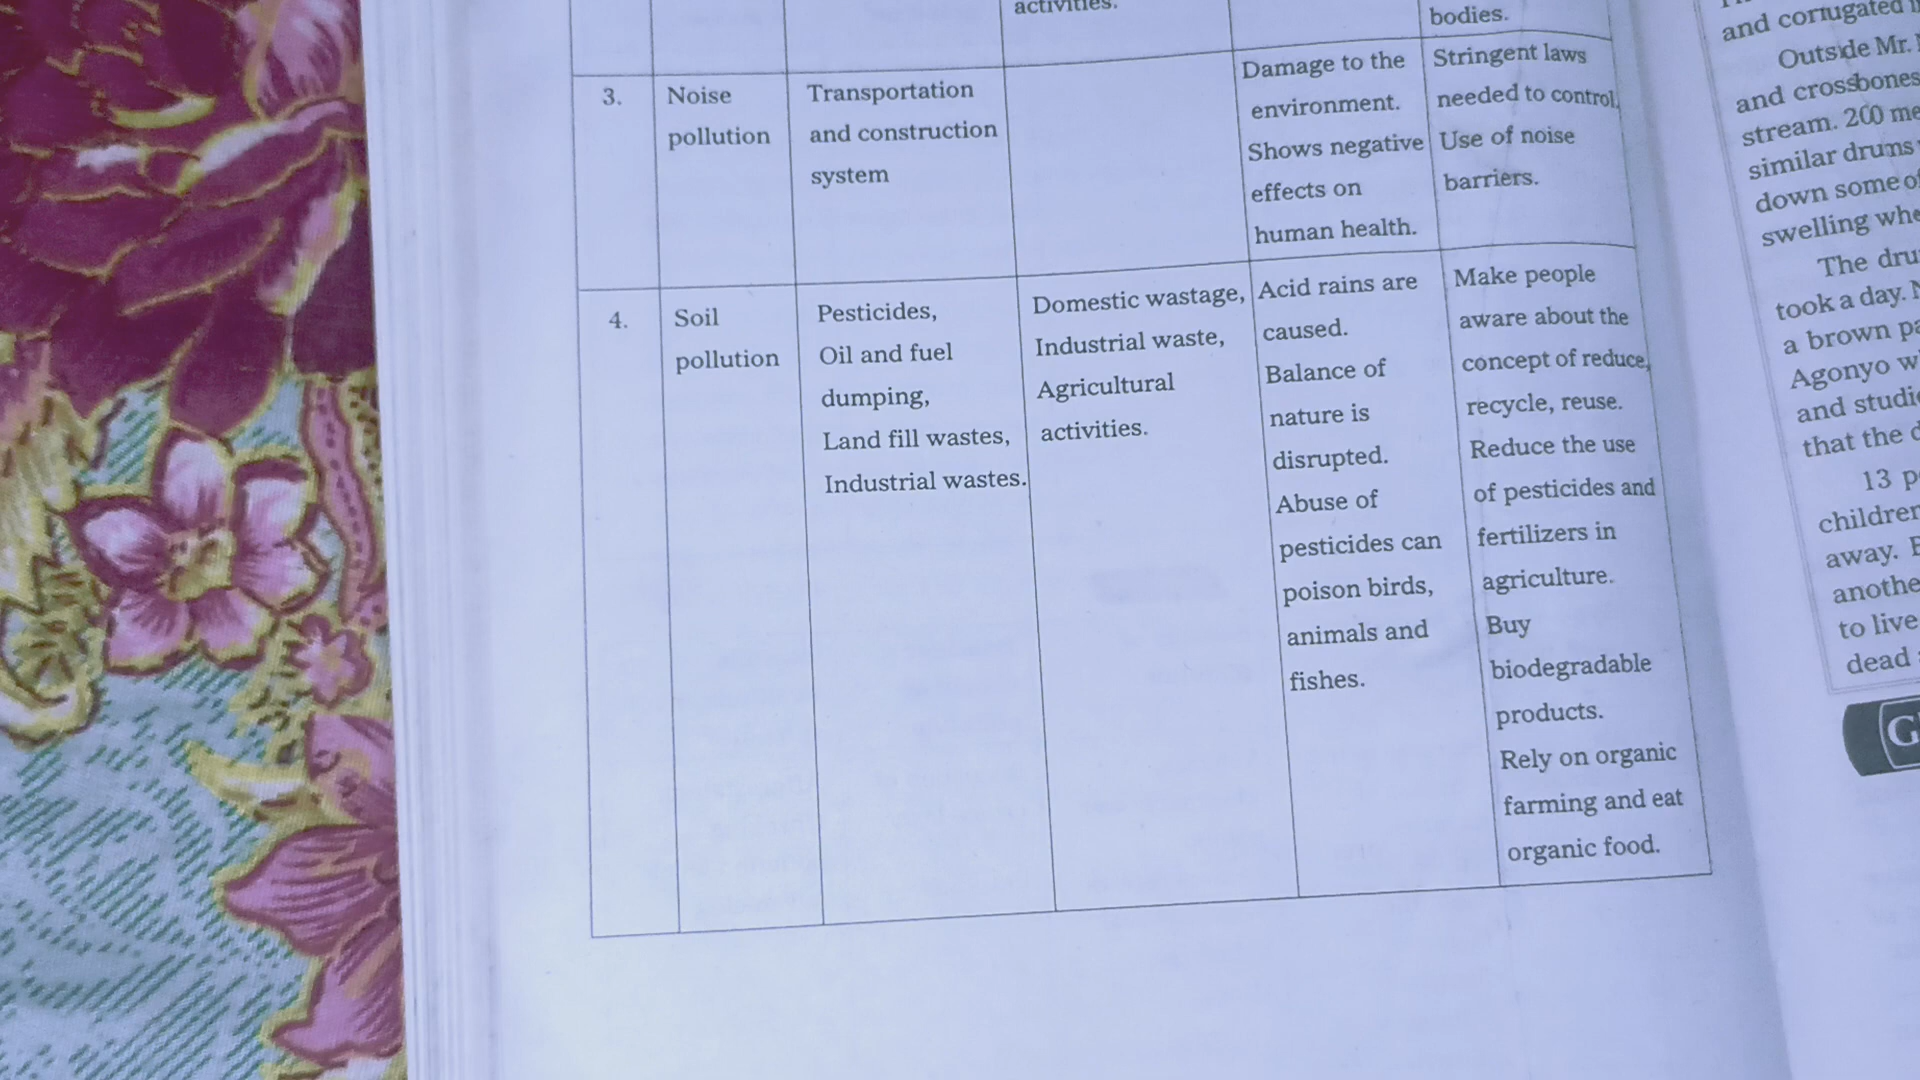 activities.
bodies.
3.
Noise
pollution
Transportation
and construction
system
Damage to the
environment.
Shows negative
effects on
human health.
Stringent laws
needed to control.
Use of noise
barriers.
4.
Soil
pollution
Pesticides,
Oil and fuel
dumping,
Land fill wastes,
Industrial wastes.
Domestic wastage,
Industrial waste,
Agricultural
activities.
Acid rains are
caused.
Balance of
nature is
disrupted.
Abuse of
pesticides can
poison birds,
animals and
fishes.
Make people
aware about the
concept of reduce,
recycle, reuse.
Reduce the use
of pesticides and
fertilizers in
agriculture.
Buy
biodegradable
products.
Rely on organic
farming and eat
organic food.
and corrugated
Outside Mr.
and crossbones
stream. 200
similar drums
down some
swelling
The
took a day.
a brown
Agonyo
and
that the
13
children
away.
to live
dead